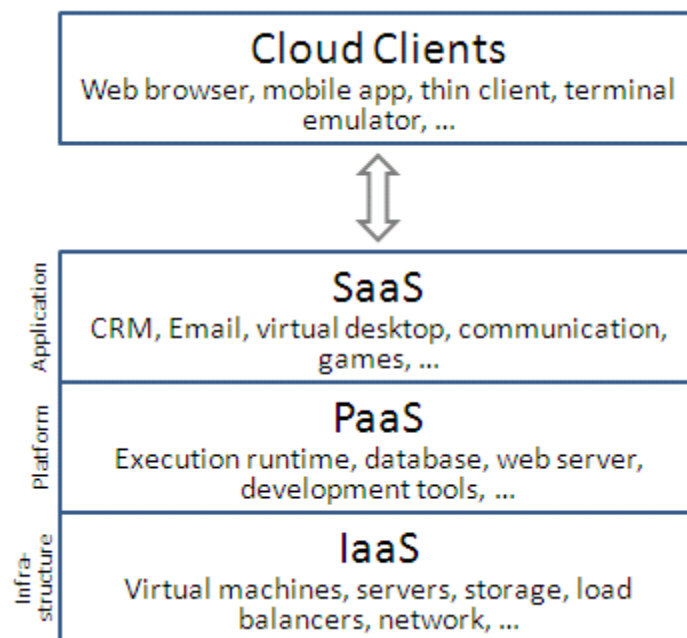 Cloud Clients
Web browser, mobile app, thin client, terminal
emulator, ...
Application
SaaS
CRM, Email, virtual desktop, communication,
games, ...
Platform
PaaS
Execution runtime, database, web server,
development tools, ...
Infra-
structure
IaaS
Virtual machines, servers, storage, load
balancers, network, ...